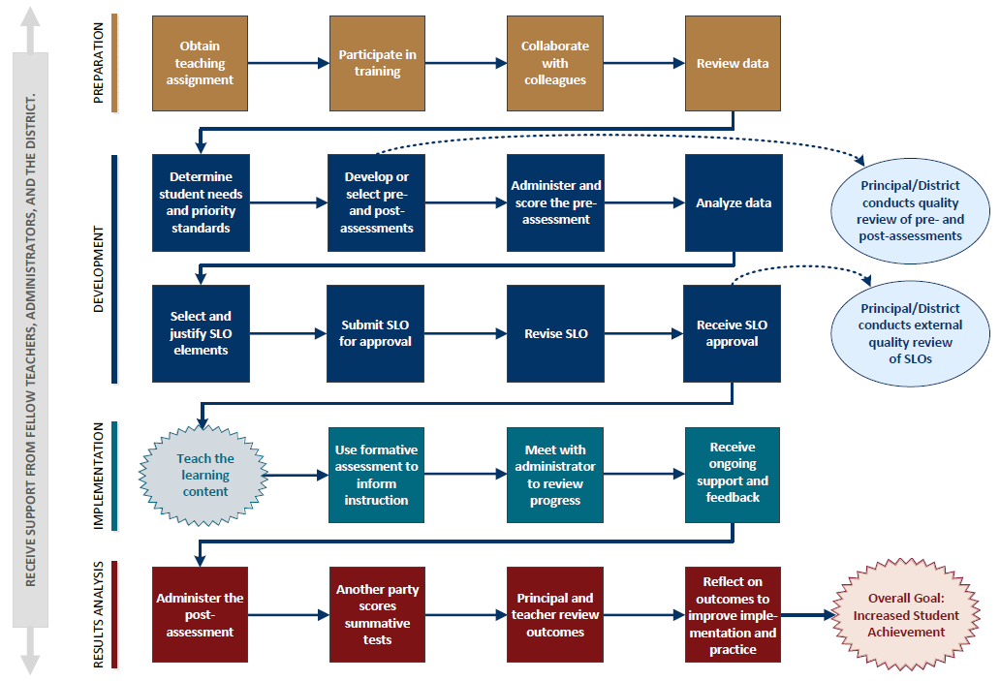 RECEIVE SUPPORT FROM FELLOW TEACHERS, ADMINISTRATORS, AND THE DISTRICT.
PREPARATION
Obtain
teaching
assignment
Participate in
training
Collaborate
with
colleagues
Review data
DEVELOPMENT
Determine
student needs
and priority
standards
Develop or
select pre-
and post-
assessments
Administer and
score the pre-
assessment
Analyze data
Principal/District
conducts quality
review of pre- and
post-assessments
Select and
justify SLO
elements
Submit SLO
for approval
Revise SLO
Receive SLO
approval
Principal/District
conducts external
quality review
of SLOs
IMPLEMENTATION
Teach the
learning
content
Use formative
assessment to
inform
instruction
Meet with
administrator
to review
progress
Receive
ongoing
support and
feedback
RESULTS ANALYSIS
Administer the
post-
assessment
Another party
scores
summative
tests
Principal and
teacher review
outcomes
Reflect on
outcomes to
improve imple-
mentation and
practice
Overall Goal:
Increased Student
Achievement